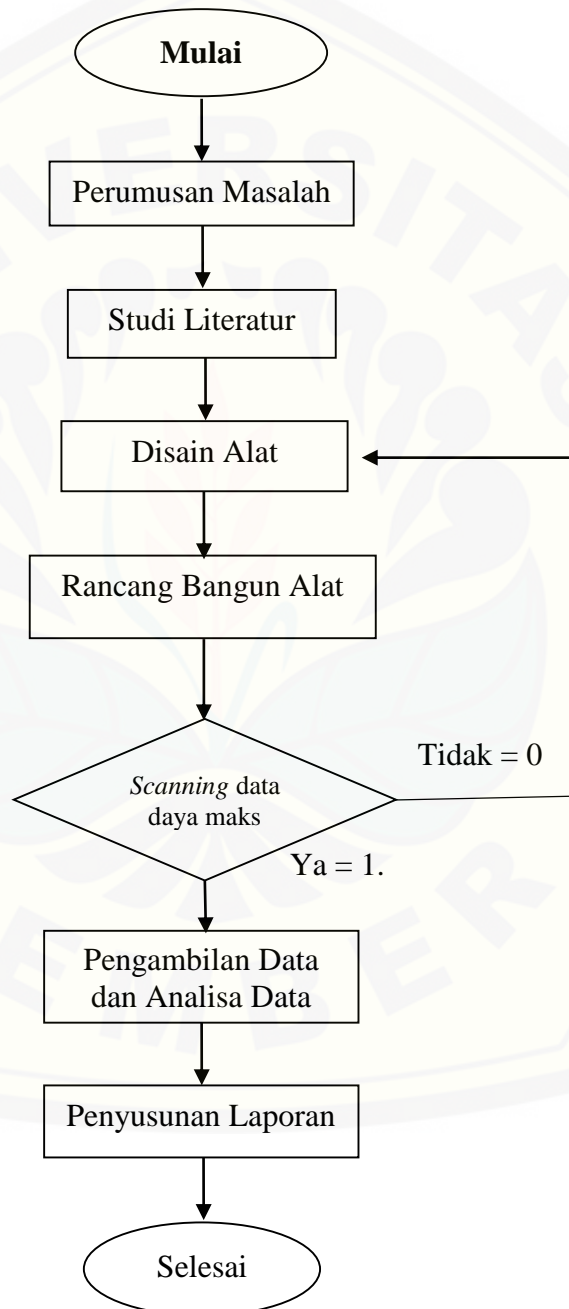 Mulai
Perumusan Masalah
Studi Literatur
Disain Alat
Rancang Bangun Alat
Tidak = 0
Scanning data
daya maks
Ya = 1.
Pengambilan Data
dan Analisa Data
Penyusunan Laporan
Selesai